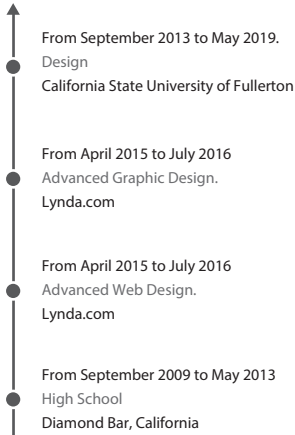 From September 2013 to May 2019.
Design
California State University of Fullerton
From April 2015 to July 2016
Advanced Graphic Design.
Lynda.com
From April 2015 to July 2016
Advanced Web Design.
Lynda.com
From September 2009 to May 2013
High School
Diamond Bar, California